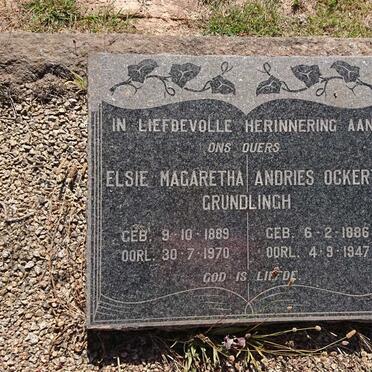 IN LIEFDEVOLLE HERINNERING AAN
ONS OUERS
ELSIE MAGARETHA ANDRIES OCKER
GRUNDLINGH
GEB. 9-10-1889 GEB. 6-2-1886
OORL. 30-7-1970 OORL. 4-9-1947
GOD IS LIEFDE